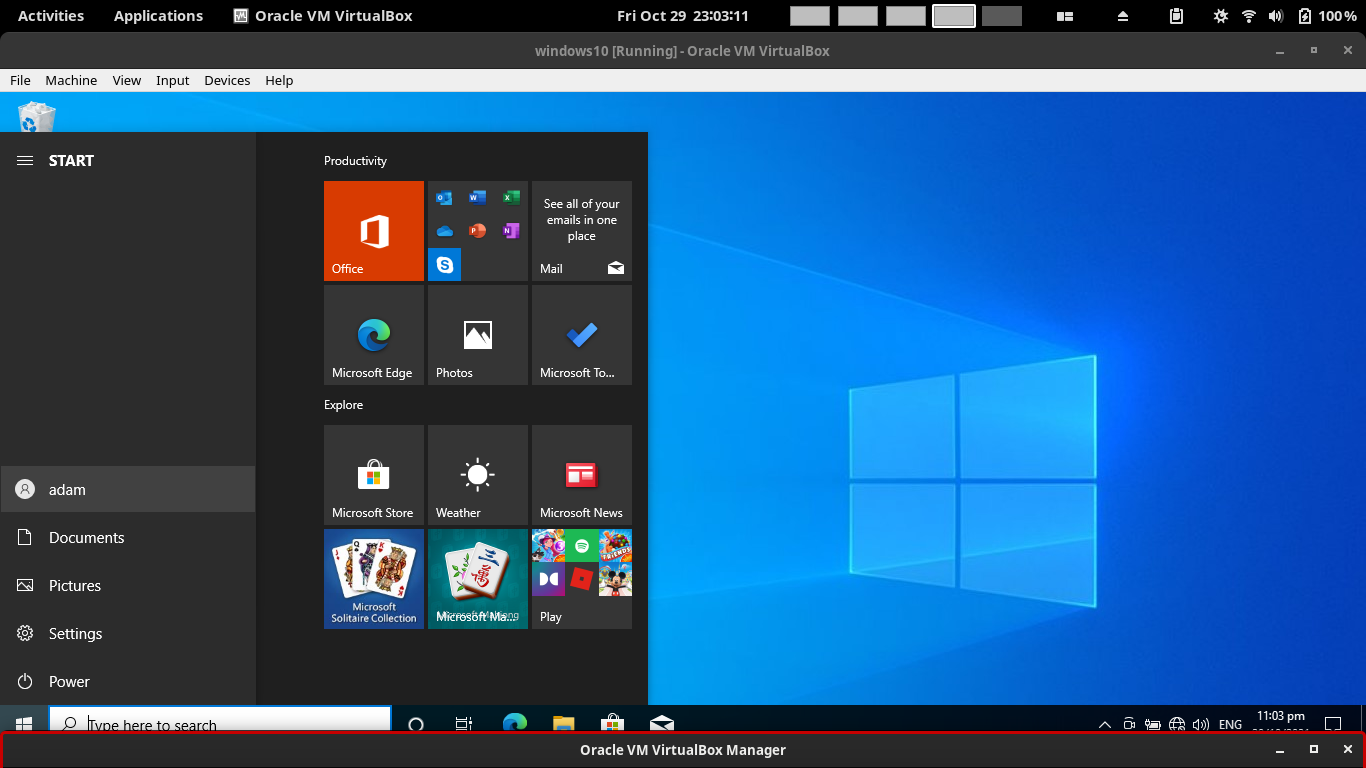 Activities Applications Oracle VM VirtualBox Fri Oct 29 23:03:11 100 %
windows10 [Running] - Oracle VM VirtualBox
File Machine View Input Devices Help
START
adam
Documents
Pictures
Settings
Power
Productivity
Office
See all of your
emails in one
place
Mail
Microsoft Edge
Photos
Microsoft To...
Explore
Microsoft Store
Weather
Microsoft News
Microsoft
Solitaire Collection
Microsoft Ma...
Play
Type here to search
ENG
11:03 pm
Oracle VM VirtualBox Manager